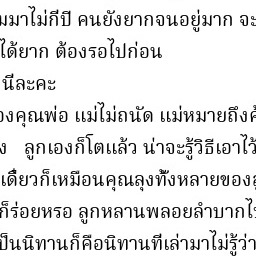 มมาไม่กี่ปี คนยังยากจนอยู่มาก จะ
ได้ยาก ต้องรอไปก่อน
นีละคะ
องคุณพ่อ แม่ไม่ถนัด แม่หมายถึงค
ง ลูกเองก็โตแล้ว น่าจะรู้วิธีเอาไว้
เดี๋ยวก็เหมือนคุณลุงทั้งหลายของลู
ก็ร่อยหรอ ลูกหลานพลอยลำบากไป
ป็นนิทานก็คือนิทานที่เล่ามาไม่รู้ว่า